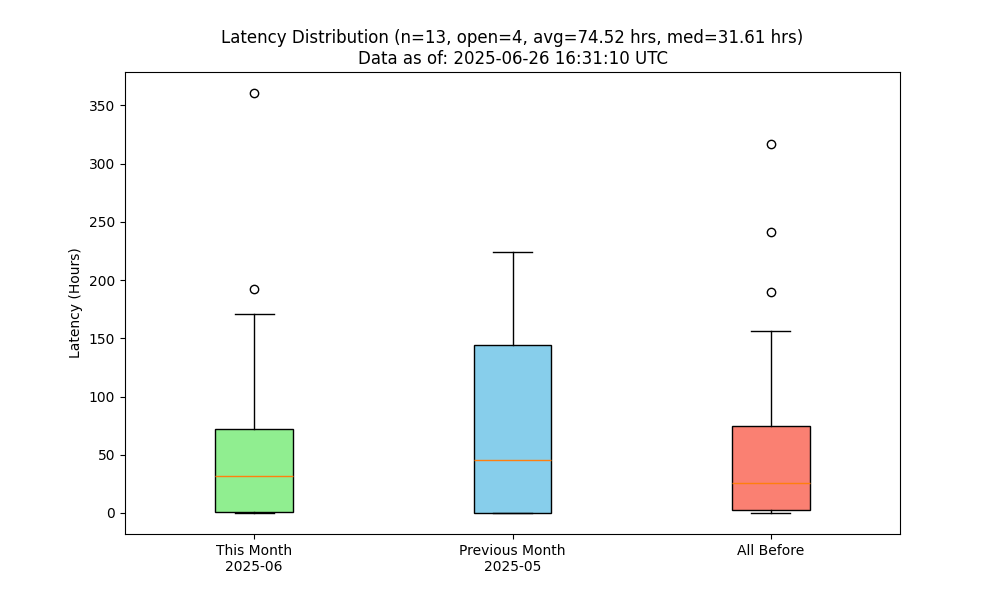 Latency Distribution (n=13, open=4, avg=74.52 hrs, med=31.61 hrs)
Data as of: 2025-06-26 16:31:10 UTC
Latency (Hours)
350
300
250
200
150
100
50
0
This Month
2025-06
Previous Month
2025-05
All Before